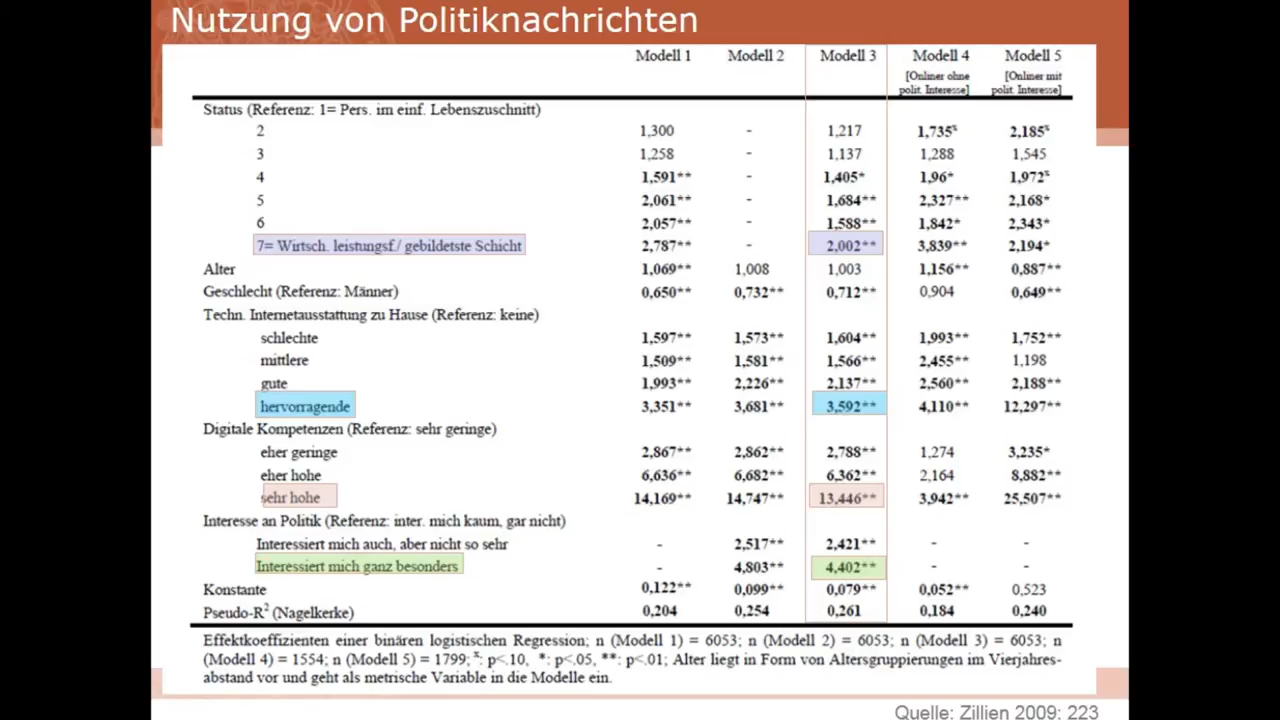 Nutzung von Politiknachrichten
Modell 1 Modell 2 Modell 3 Modell 4 Modell 5
[Onliner ohne [Onliner mit
polit. Interesse] polit. Interesse]
Status (Referenz: 1= Pers. im einf. Lebenszuschnitt)
2 1,300 - 1,217 1,735ˣ 2,185ˣ
3 1,258 - 1,137 1,288 1,545
4 1,591** - 1,405* 1,96* 1,972ˣ
5 2,061** - 1,684** 2,327** 2,168*
6 2,057** - 1,588** 1,842* 2,343*
7= Wirtsch. leistungsf./ gebildetste Schicht 2,787** - 2,002** 3,839** 2,194*
Alter 1,069** 1,008 1,003 1,156** 0,887**
Geschlecht (Referenz: Männer) 0,650** 0,732** 0,712** 0,904 0,649**
Techn. Internetausstattung zu Hause (Referenz: keine)
schlechte 1,597** 1,573** 1,604** 1,993** 1,752**
mittlere 1,509** 1,581** 1,566** 2,455** 1,198
gute 1,993** 2,226** 2,137** 2,560** 2,188**
hervorragende 3,351** 3,681** 3,592** 4,110** 12,297**
Digitale Kompetenzen (Referenz: sehr geringe)
eher geringe 2,867** 2,862** 2,788** 1,274 3,235*
eher hohe 6,636** 6,682** 6,362** 2,164 8,882**
sehr hohe 14,169** 14,747** 13,446** 3,942** 25,507**
Interesse an Politik (Referenz: inter. mich kaum, gar nicht)
Interessiert mich auch, aber nicht so sehr - 2,517** 2,421** - -
Interessiert mich ganz besonders - 4,803** 4,402** - -
Konstante 0,122** 0,099** 0,079** 0,052** 0,523
Pseudo-R² (Nagelkerke) 0,204 0,254 0,261 0,184 0,240
Effektkoeffizienten einer binären logistischen Regression; n (Modell 1) = 6053; n (Modell 2) = 6053; n (Modell 3) = 6053; n
(Modell 4) = 1554; n (Modell 5) = 1799; ˣ: p<.10, *: p<.05, **: p<.01; Alter liegt in Form von Altersgruppierungen im Vierjahres-
abstand vor und geht als metrische Variable in die Modelle ein.
Quelle: Zillien 2009: 223